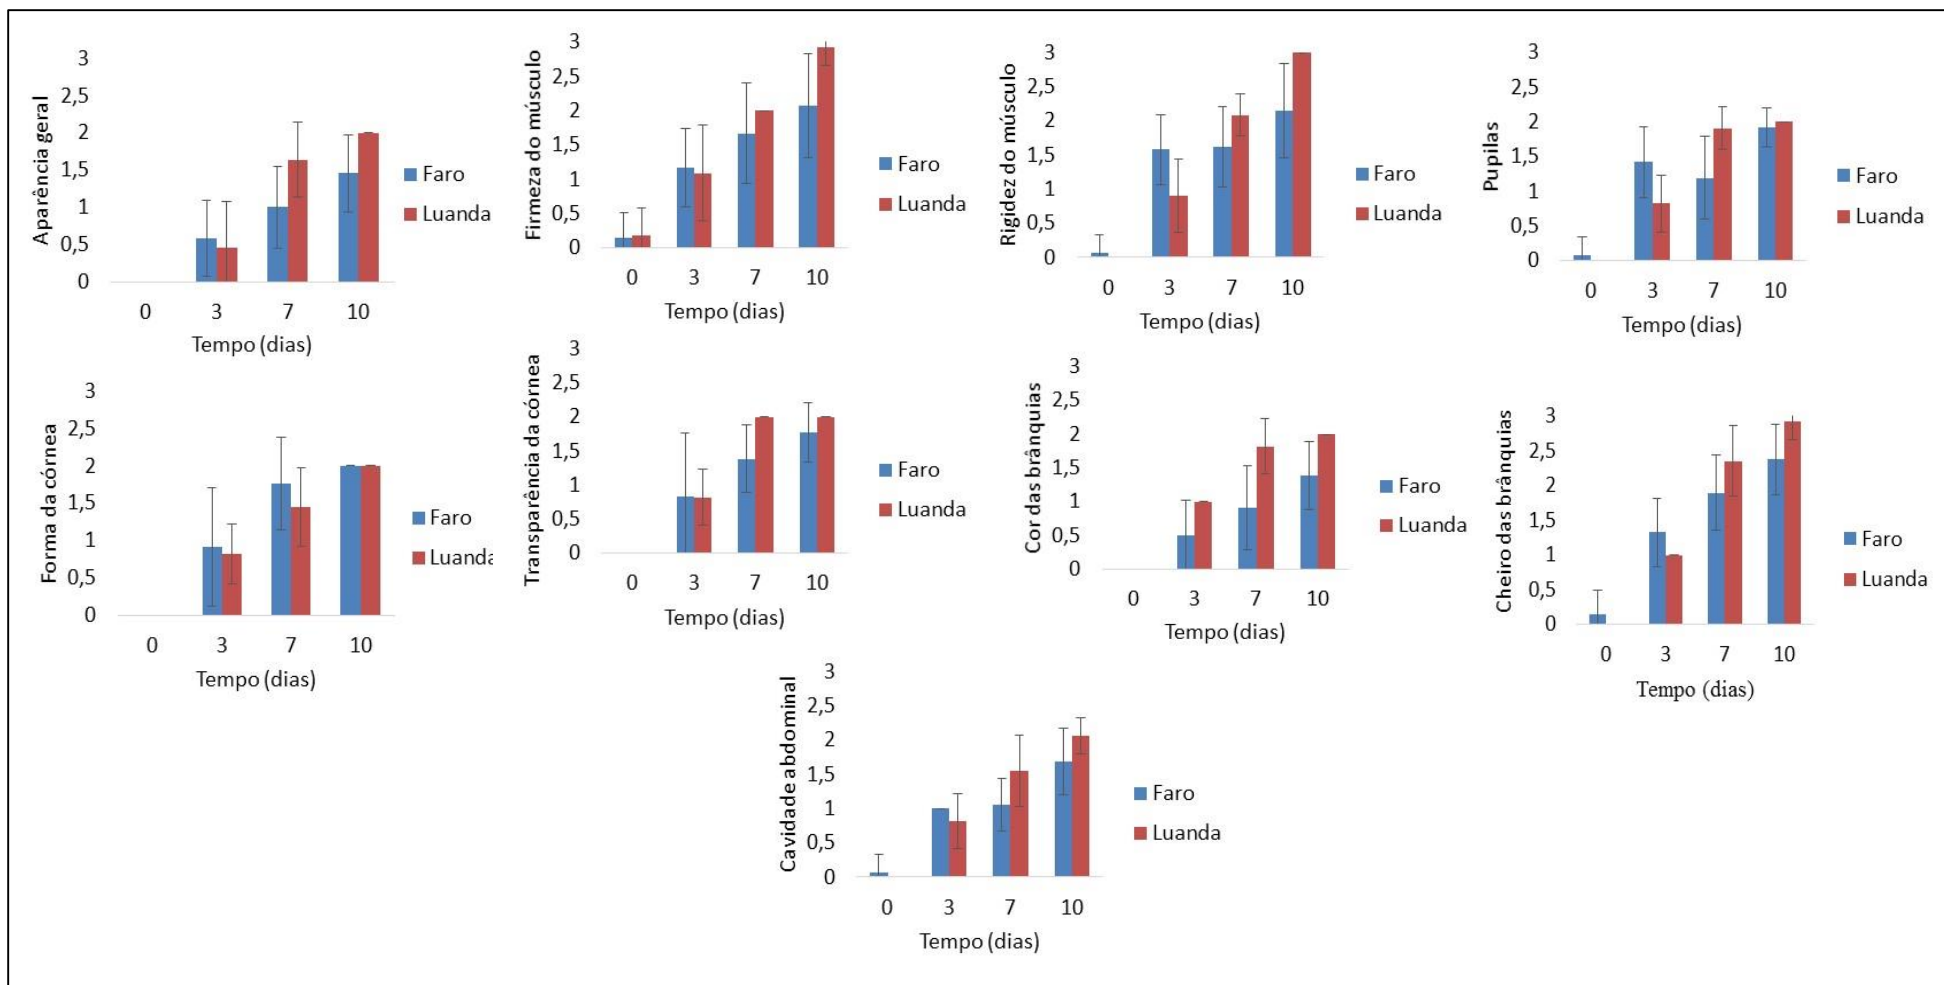 Aparência geral
3
2,5
2
1,5
1
0,5
0
0 3 7 10
Tempo (dias)
Faro
Luanda
Firmeza do músculo
3
2,5
2
1,5
1
0,5
0
0 3 7 10
Tempo (dias)
Faro
Luanda
Rigidez do músculo
3
2,5
2
1,5
1
0,5
0
0 3 7 10
Tempo (dias)
Faro
Luanda
Pupilas
3
2,5
2
1,5
1
0,5
0
0 3 7 10
Tempo (dias)
Faro
Luanda
Forma da córnea
3
2,5
2
1,5
1
0,5
0
0 3 7 10
Tempo (dias)
Faro
Luanda
Transparência da córnea
3
2,5
2
1,5
1
0,5
0
0 3 7 10
Tempo (dias)
Faro
Luanda
Cor das brânquias
3
2,5
2
1,5
1
0,5
0
0 3 7 10
Tempo (dias)
Faro
Luanda
Cheiro das brânquias
3
2,5
2
1,5
1
0,5
0
0 3 7 10
Tempo (dias)
Faro
Luanda
Cavidade abdominal
3
2,5
2
1,5
1
0,5
0
0 3 7 10
Tempo (dias)
Faro
Luanda